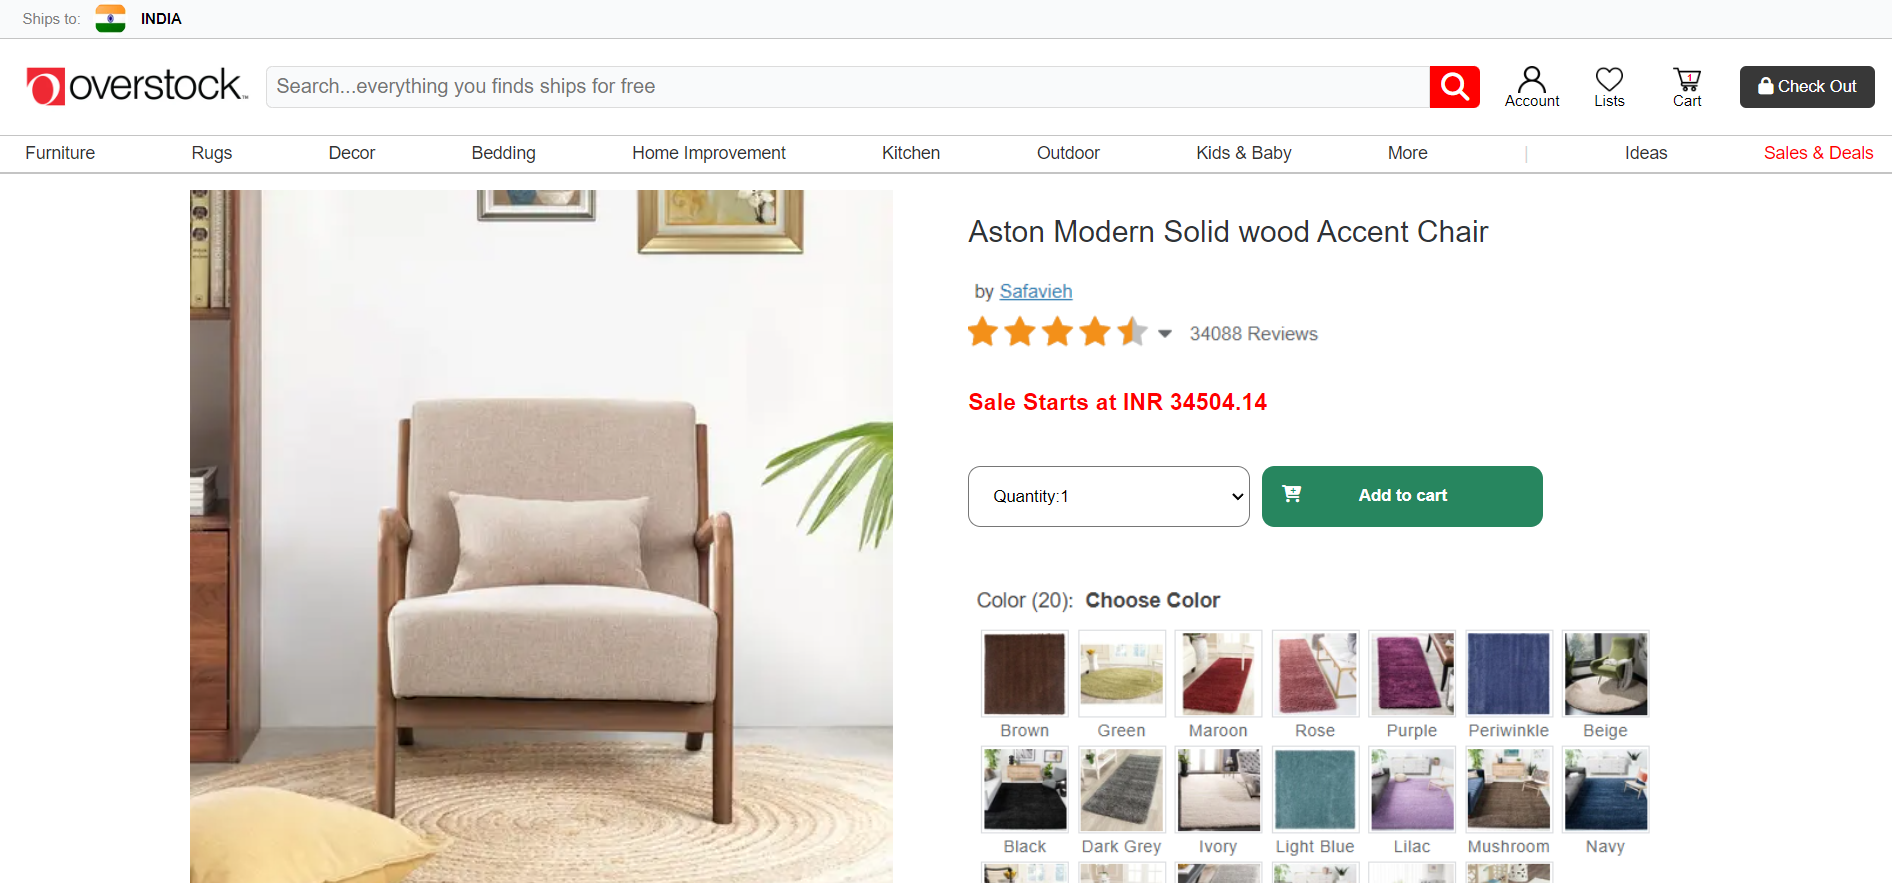 Ships to: INDIA
overstock™
Search...everything you finds ships for free
Account
Lists
1
Cart
Check Out
Furniture Rugs Decor Bedding Home Improvement Kitchen Outdoor Kids & Baby More | Ideas Sales & Deals
Aston Modern Solid wood Accent Chair
by Safavieh
34088 Reviews
Sale Starts at INR 34504.14
Quantity:1
Add to cart
Color (20): Choose Color
Brown Green Maroon Rose Purple Periwinkle Beige
Black Dark Grey Ivory Light Blue Lilac Mushroom Navy